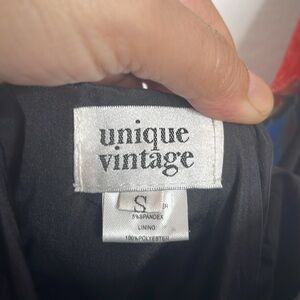 unique
vintage
S
5%SPANDEX
LINING
100%POLYESTER